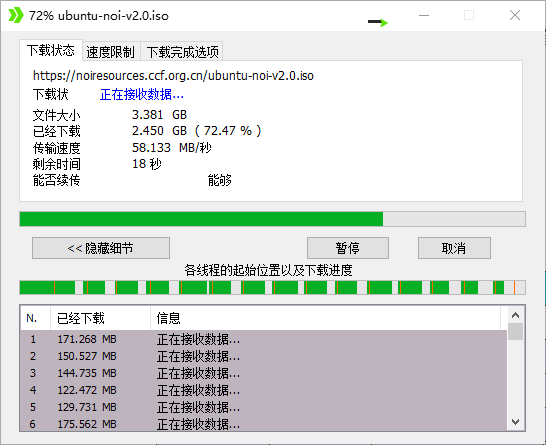 72% ubuntu-noi-v2.0.iso
下载状态 速度限制 下载完成选项
https://noiresources.ccf.org.cn/ubuntu-noi-v2.0.iso
下载状 正在接收数据...
文件大小 3.381 GB
已经下载 2.450 GB ( 72.47 % )
传输速度 58.133 MB/秒
剩余时间 18 秒
能否续传 能够
<< 隐藏细节 暂停 取消
各线程的起始位置以及下载进度
N. 已经下载 信息
1 171.268 MB 正在接收数据...
2 150.527 MB 正在接收数据...
3 144.735 MB 正在接收数据...
4 122.472 MB 正在接收数据...
5 129.731 MB 正在接收数据...
6 175.562 MB 正在接收数据...